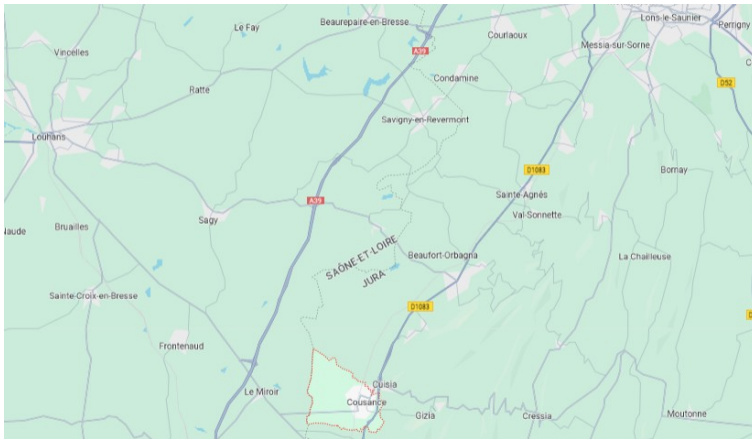 Le Fay
Beaurepaire-en-Bresse
Lons-le-Saunier
Perrigny
Courlaoux
Messia-sur-Sorne
A39
Vincelles
Condamine
D52
Ratte
Savigny-en-Revermont
Louhans
D1083
Bornay
Sainte-Agnès
A39
Val-Sonnette
Sagy
Bruailles
Naude
SAÔNE-ET-LOIRE
JURA
Beaufort-Orbagna
La Chailleuse
Sainte-Croix-en-Bresse
D1083
Frontenaud
Le Miroir
Cuisia
Cousance
Gizia
Cressia
Moutonne